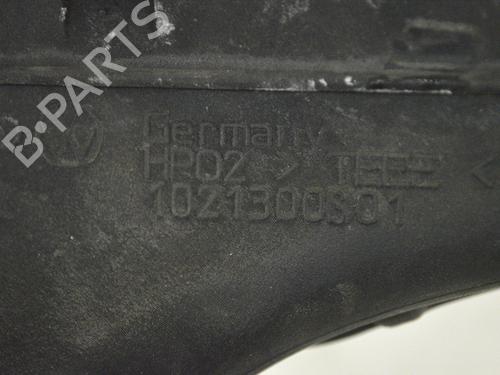 B-PARTS
Germany
HP02 > TEEE <
1021300S01